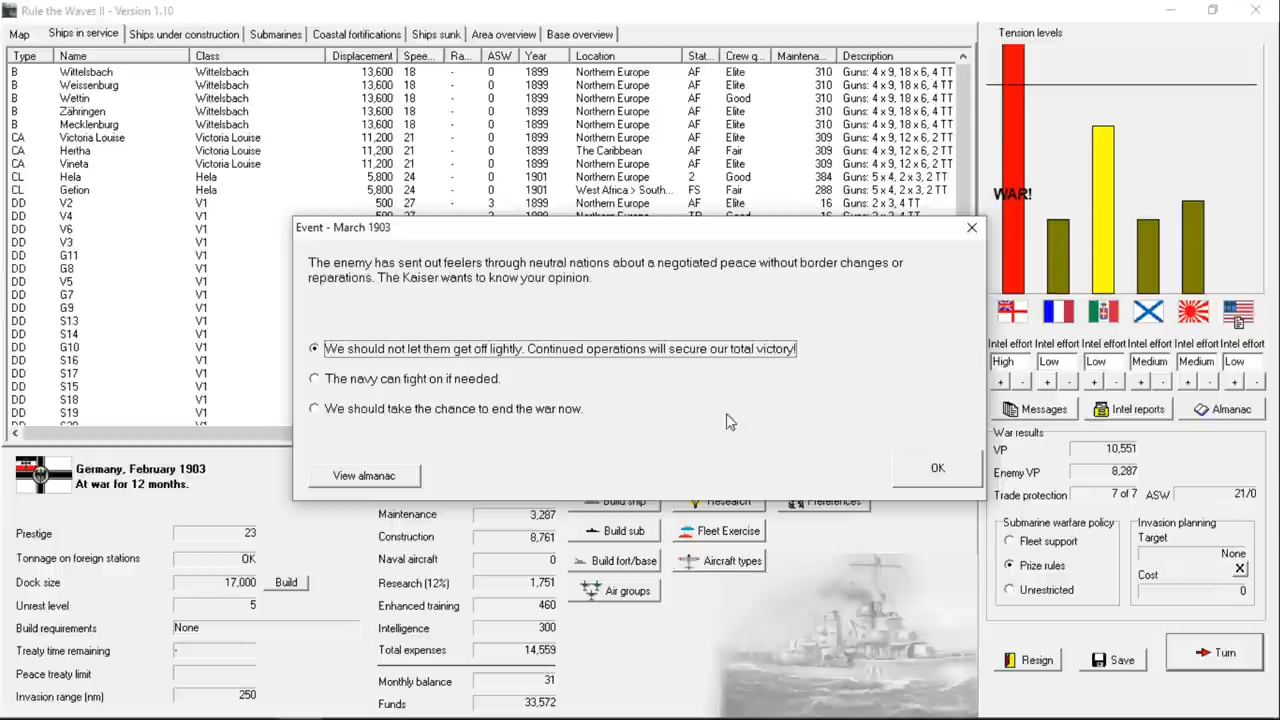 Rule the Waves II - Version 1.10
Map Ships in service Ships under construction Submarines Coastal fortifications Ships sunk Area overview Base overview
Type Name Class Displacement Spee... Ra... ASW Year Location Stat... Crew q... Maintena... Description
B Wittelsbach Wittelsbach 13,600 18 - 0 1899 Northern Europe AF Elite 310 Guns: 4 x 9, 18 x 6, 4 TT
B Weissenburg Wittelsbach 13,600 18 - 0 1899 Northern Europe AF Elite 310 Guns: 4 x 9, 18 x 6, 4 TT
B Wettin Wittelsbach 13,600 18 - 0 1899 Northern Europe AF Good 310 Guns: 4 x 9, 18 x 6, 4 TT
B Zähringen Wittelsbach 13,600 18 - 0 1899 Northern Europe AF Elite 310 Guns: 4 x 9, 18 x 6, 4 TT
B Mecklenburg Wittelsbach 13,600 18 - 0 1899 Northern Europe AF Elite 310 Guns: 4 x 9, 18 x 6, 4 TT
CA Victoria Louise Victoria Louise 11,200 21 - 0 1899 Northern Europe AF Elite 309 Guns: 4 x 9, 12 x 6, 2 TT
CA Hertha Victoria Louise 11,200 21 - 0 1899 The Caribbean AF Fair 309 Guns: 4 x 9, 12 x 6, 2 TT
CA Vineta Victoria Louise 11,200 21 - 0 1899 Northern Europe AF Elite 309 Guns: 4 x 9, 12 x 6, 2 TT
CL Hela Hela 5,800 24 - 0 1901 Northern Europe 2 Good 384 Guns: 5 x 4, 2 x 3, 2 TT
CL Gefion Hela 5,800 24 - 0 1901 West Africa > South... FS Fair 288 Guns: 5 x 4, 2 x 3, 2 TT
DD V2 V1 500 27 - 3 1899 Northern Europe AF Elite 16 Guns: 2 x 3, 4 TT
DD V4 V1
DD V6 V1
DD V3 V1
DD G11 V1
DD G8 V1
DD V5 V1
DD G7 V1
DD G9 V1
DD S13 V1
DD S14 V1
DD G10 V1
DD S16 V1
DD S17 V1
DD S15 V1
DD S18 V1
DD S19 V1
Event - March 1903
The enemy has sent out feelers through neutral nations about a negotiated peace without border changes or
reparations. The Kaiser wants to know your opinion.
We should not let them get off lightly. Continued operations will secure our total victory!
The navy can fight on if needed.
We should take the chance to end the war now.
View almanac OK
Tension levels
WAR!
Intel effort Intel effort Intel effort Intel effort Intel effort Intel effort
High Low Low Medium Medium Low
+ - + - + - + - + - + -
Messages Intel reports Almanac
War results
VP 10,551
Enemy VP 8,287
Trade protection 7 of 7 ASW 21/0
Submarine warfare policy Invasion planning
Fleet support Target
None
Prize rules Cost X
Unrestricted 0
Resign Save Turn
Germany, February 1903
At war for 12 months.
Prestige 23
Tonnage on foreign stations OK
Dock size 17,000 Build
Unrest level 5
Build requirements None
Treaty time remaining -
Peace treaty limit
Invasion range (nm) 250
Maintenance 3,287
Construction 8,761
Naval aircraft 0
Research (12%) 1,751
Enhanced training 460
Intelligence 300
Total expenses 14,559
Monthly balance 31
Funds 33,572
Build ship Research Preferences
Build sub Fleet Exercise
Build fort/base Aircraft types
Air groups